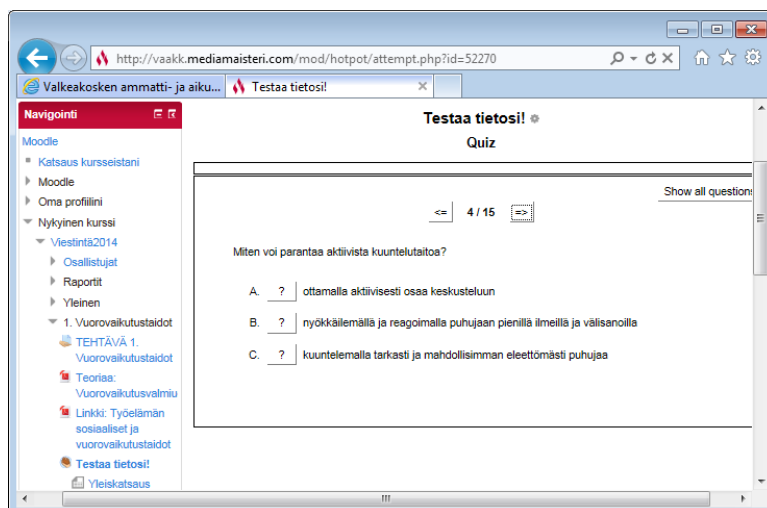 http://vaakk.mediamaisteri.com/mod/hotpot/attempt.php?id=52270
Valkeakosken ammatti- ja aiku...
Testaa tietosi!
Navigointi
Moodle
Katsaus kursseistani
Moodle
Oma profiilini
Nykyinen kurssi
Viestintä2014
Osallistujat
Raportit
Yleinen
1. Vuorovaikutustaidot
TEHTÄVÄ 1.
Vuorovaikutustaidot
Teoriaa:
Vuorovaikutusvalmiu
Linkki: Työelämän
sosiaaliset ja
vuorovaikutustaidot
Testaa tietosi!
Yleiskatsaus
Testaa tietosi!
Quiz
Show all questions
<= 4 / 15 =>
Miten voi parantaa aktiivista kuuntelutaitoa?
A. ? ottamalla aktiivisesti osaa keskusteluun
B. ? nyökkäilemällä ja reagoimalla puhujaan pienillä ilmeillä ja välisanoilla
C. ? kuuntelemalla tarkasti ja mahdollisimman eleettömästi puhujaa